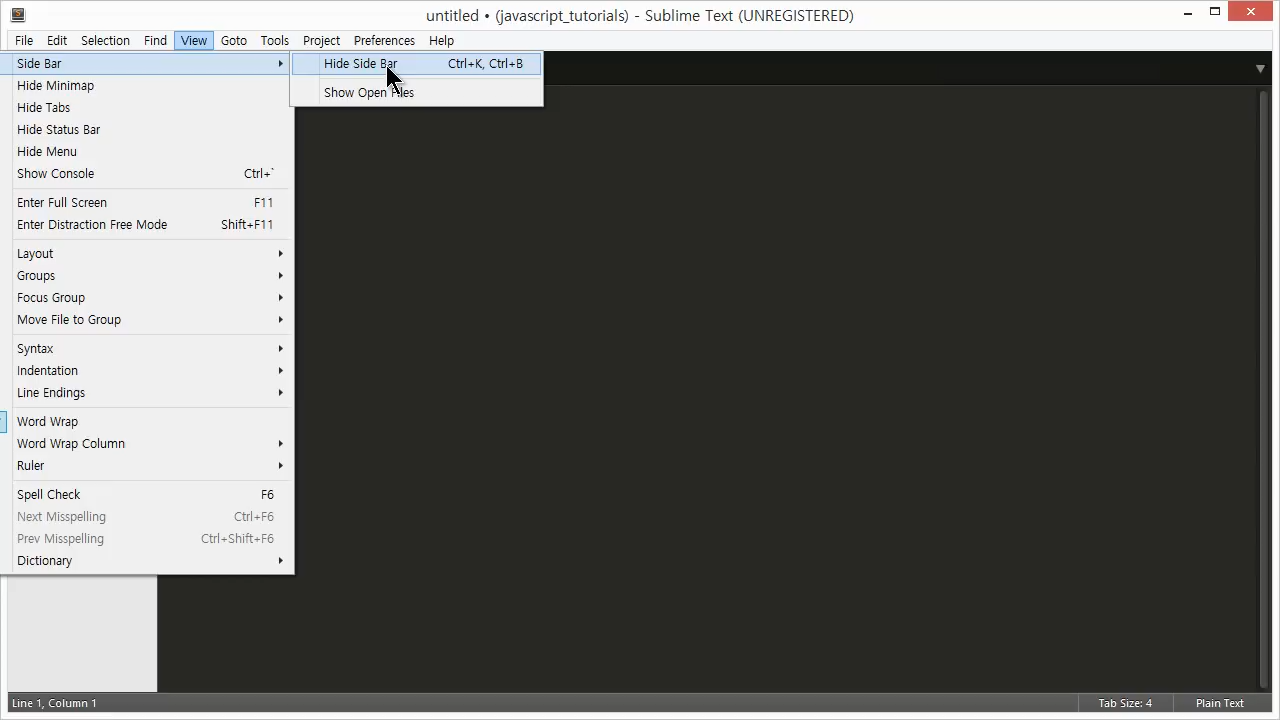 untitled • (javascript_tutorials) - Sublime Text (UNREGISTERED)
File Edit Selection Find View Goto Tools Project Preferences Help
Side Bar
Hide Side Bar Ctrl+K, Ctrl+B
Hide Minimap
Show Open Files
Hide Tabs
Hide Status Bar
Hide Menu
Show Console Ctrl+`
Enter Full Screen F11
Enter Distraction Free Mode Shift+F11
Layout
Groups
Focus Group
Move File to Group
Syntax
Indentation
Line Endings
Word Wrap
Word Wrap Column
Ruler
Spell Check F6
Next Misspelling Ctrl+F6
Prev Misspelling Ctrl+Shift+F6
Dictionary
Line 1, Column 1 Tab Size: 4 Plain Text